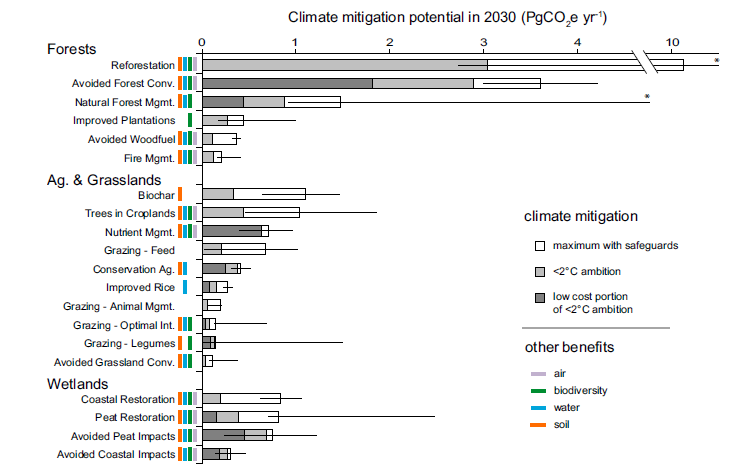 Climate mitigation potential in 2030 (PgCO2e yr-1)
Forests
0 1 2 3 4 10
Reforestation
*
Avoided Forest Conv.
Natural Forest Mgmt.
*
Improved Plantations
Avoided Woodfuel
Fire Mgmt.
Ag. & Grasslands
Biochar
Trees in Croplands
Nutrient Mgmt.
Grazing - Feed
Conservation Ag.
Improved Rice
Grazing - Animal Mgmt.
Grazing - Optimal Int.
Grazing - Legumes
Avoided Grassland Conv.
Wetlands
Coastal Restoration
Peat Restoration
Avoided Peat Impacts
Avoided Coastal Impacts
climate mitigation
maximum with safeguards
<2°C ambition
low cost portion
of <2°C ambition
other benefits
air
biodiversity
water
soil